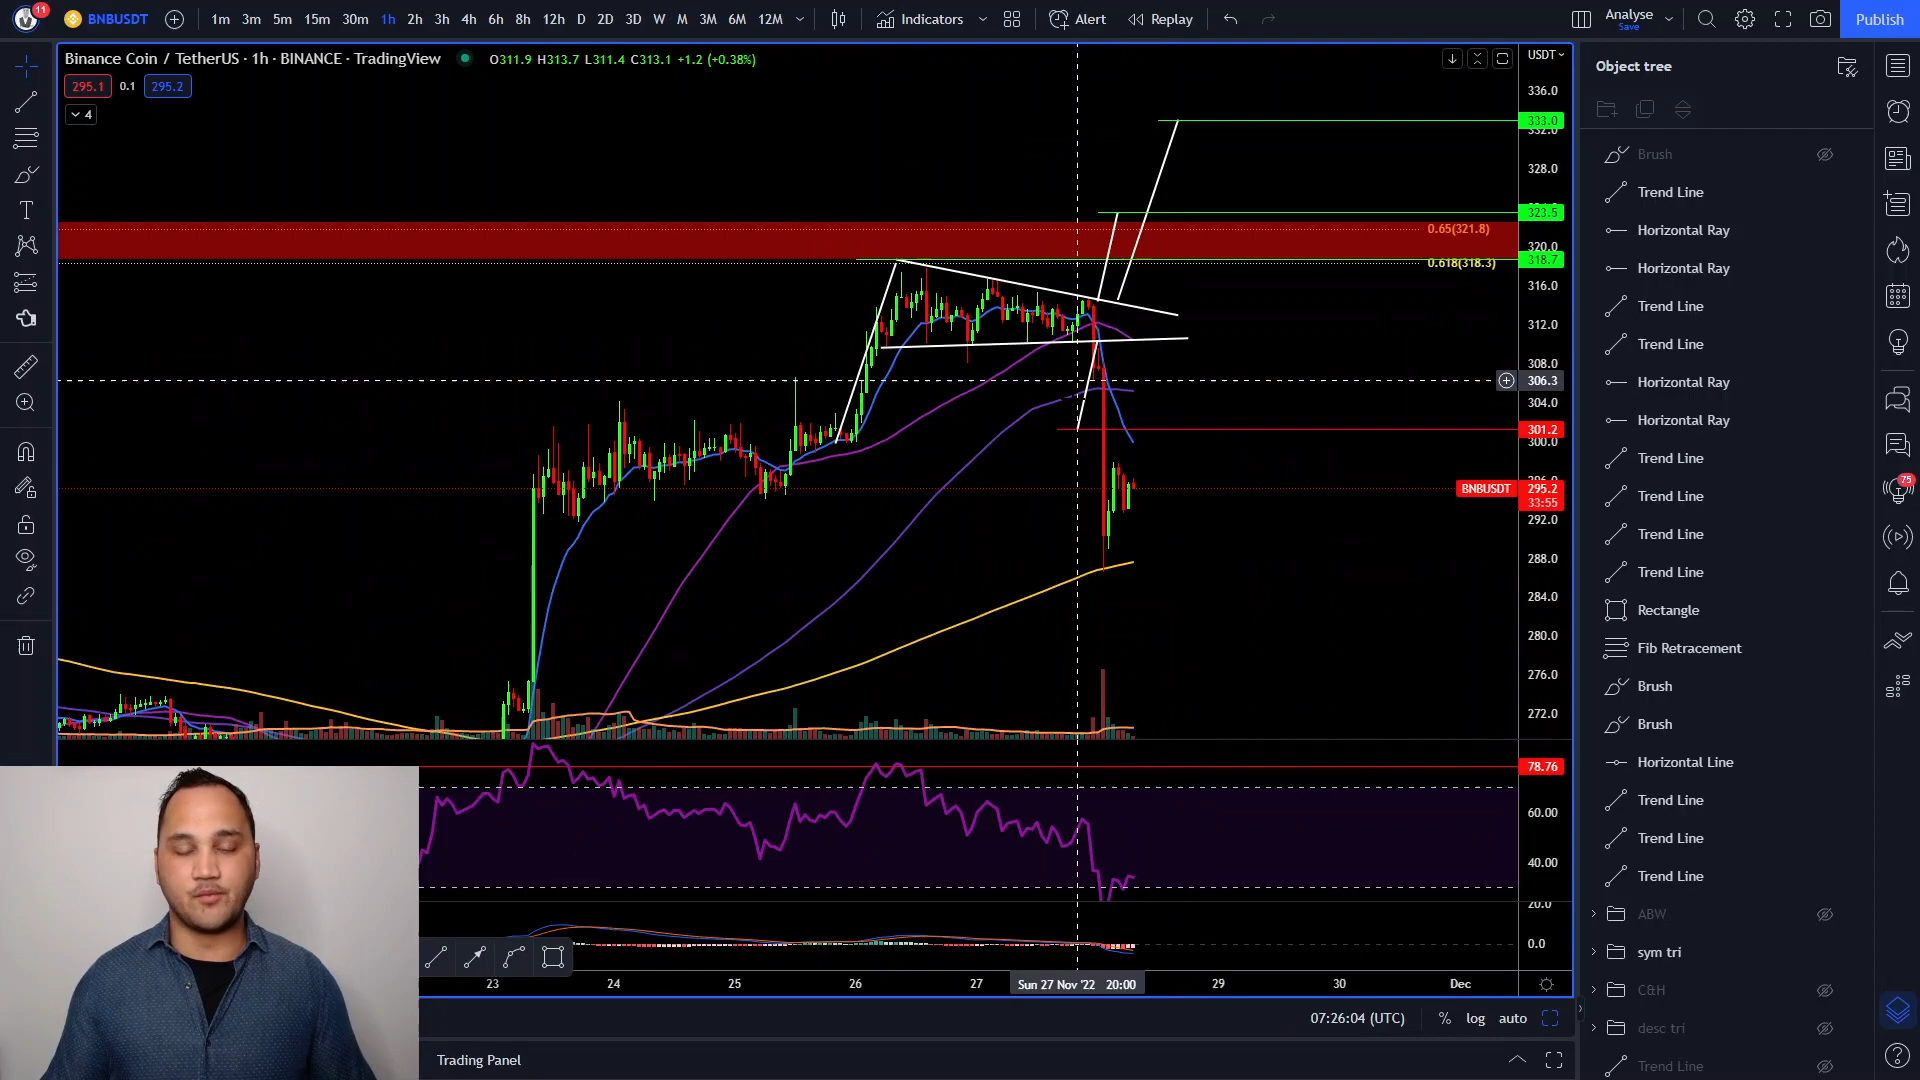 11
BNBUSDT 1m 3m 5m 15m 30m 1h 2h 3h 4h 6h 8h 12h D 2D 3D W M 3M 6M 12M Indicators Alert Replay Analyse Save Publish
Binance Coin / TetherUS · 1h · BINANCE · TradingView O311.9 H313.7 L311.4 C313.1 +1.2 (+0.38%)
295.1 0.1 295.2
4
USDT
336.0
333.0
332.0
328.0
323.5
0.65(321.8)
320.0
318.7
0.618(318.3)
316.0
312.0
308.0
306.3
304.0
301.2
300.0
BNBUSDT 295.2
33:55
292.0
288.0
284.0
280.0
276.0
272.0
78.76
60.00
40.00
20.0
0.0
23 24 25 26 27 Sun 27 Nov '22 20:00 29 30 Dec
07:26:04 (UTC) % log auto
Trading Panel
Object tree
Brush
Trend Line
Horizontal Ray
Horizontal Ray
Trend Line
Trend Line
Horizontal Ray
Horizontal Ray
Trend Line
Trend Line
Trend Line
Trend Line
Rectangle
Fib Retracement
Brush
Brush
Horizontal Line
Trend Line
Trend Line
Trend Line
ABW
sym tri
C&H
desc tri
Trend Line
75